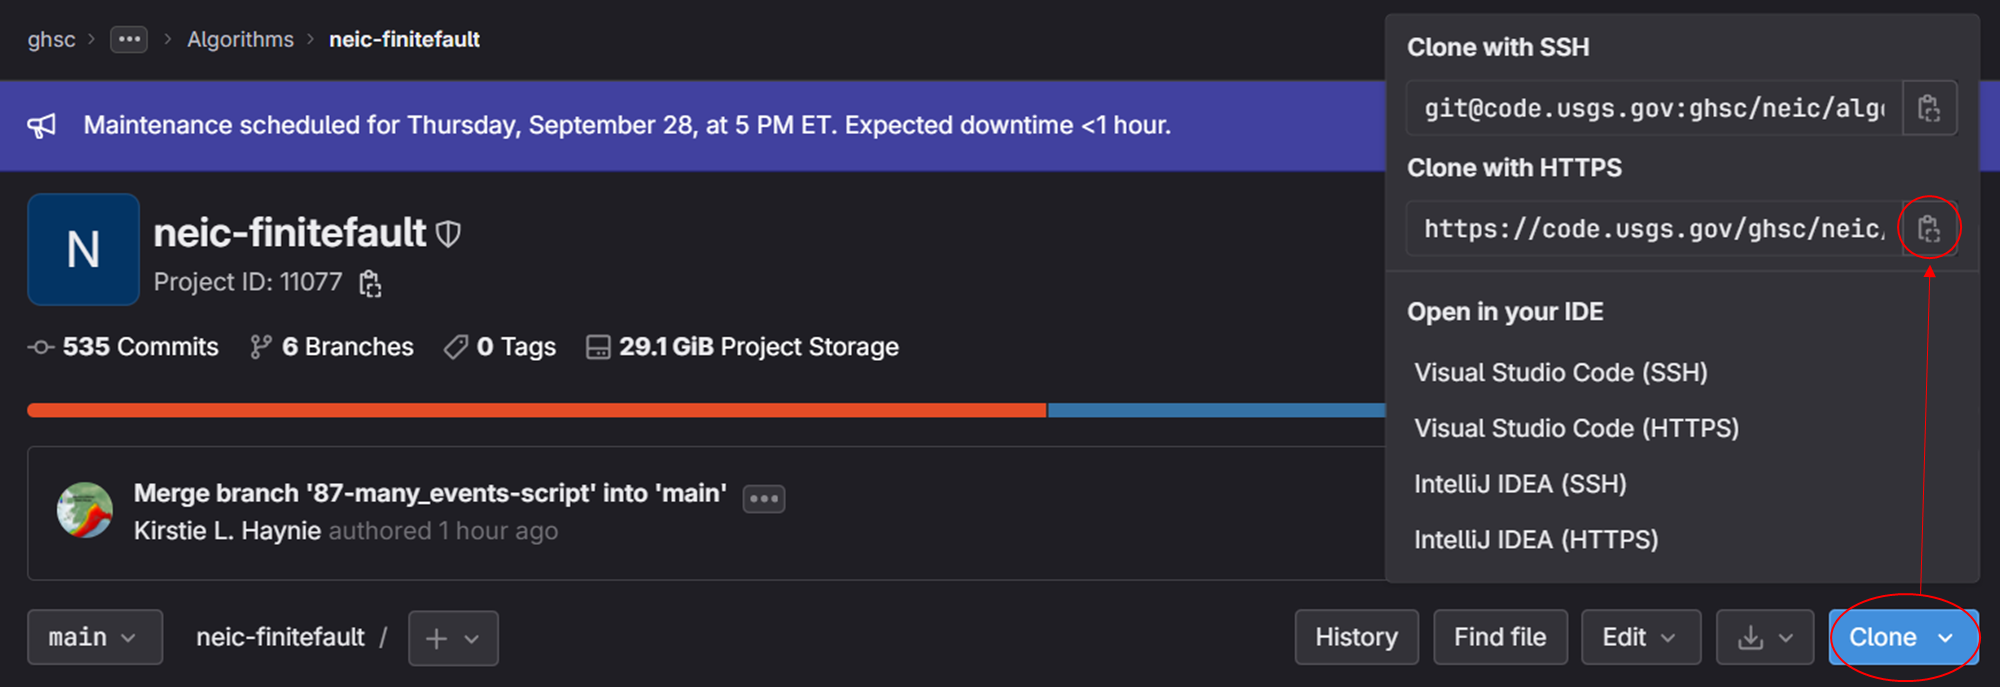 ghsc > ... > Algorithms > neic-finitefault
Maintenance scheduled for Thursday, September 28, at 5 PM ET. Expected downtime <1 hour.
N
neic-finitefault
Project ID: 11077
535 Commits 6 Branches 0 Tags 29.1 GiB Project Storage
Merge branch '87-many_events-script' into 'main' ...
Kirstie L. Haynie authored 1 hour ago
main neic-finitefault / +
History Find file Edit Clone
Clone with SSH
git@code.usgs.gov:ghsc/neic/algo
Clone with HTTPS
https://code.usgs.gov/ghsc/neic/
Open in your IDE
Visual Studio Code (SSH)
Visual Studio Code (HTTPS)
IntelliJ IDEA (SSH)
IntelliJ IDEA (HTTPS)